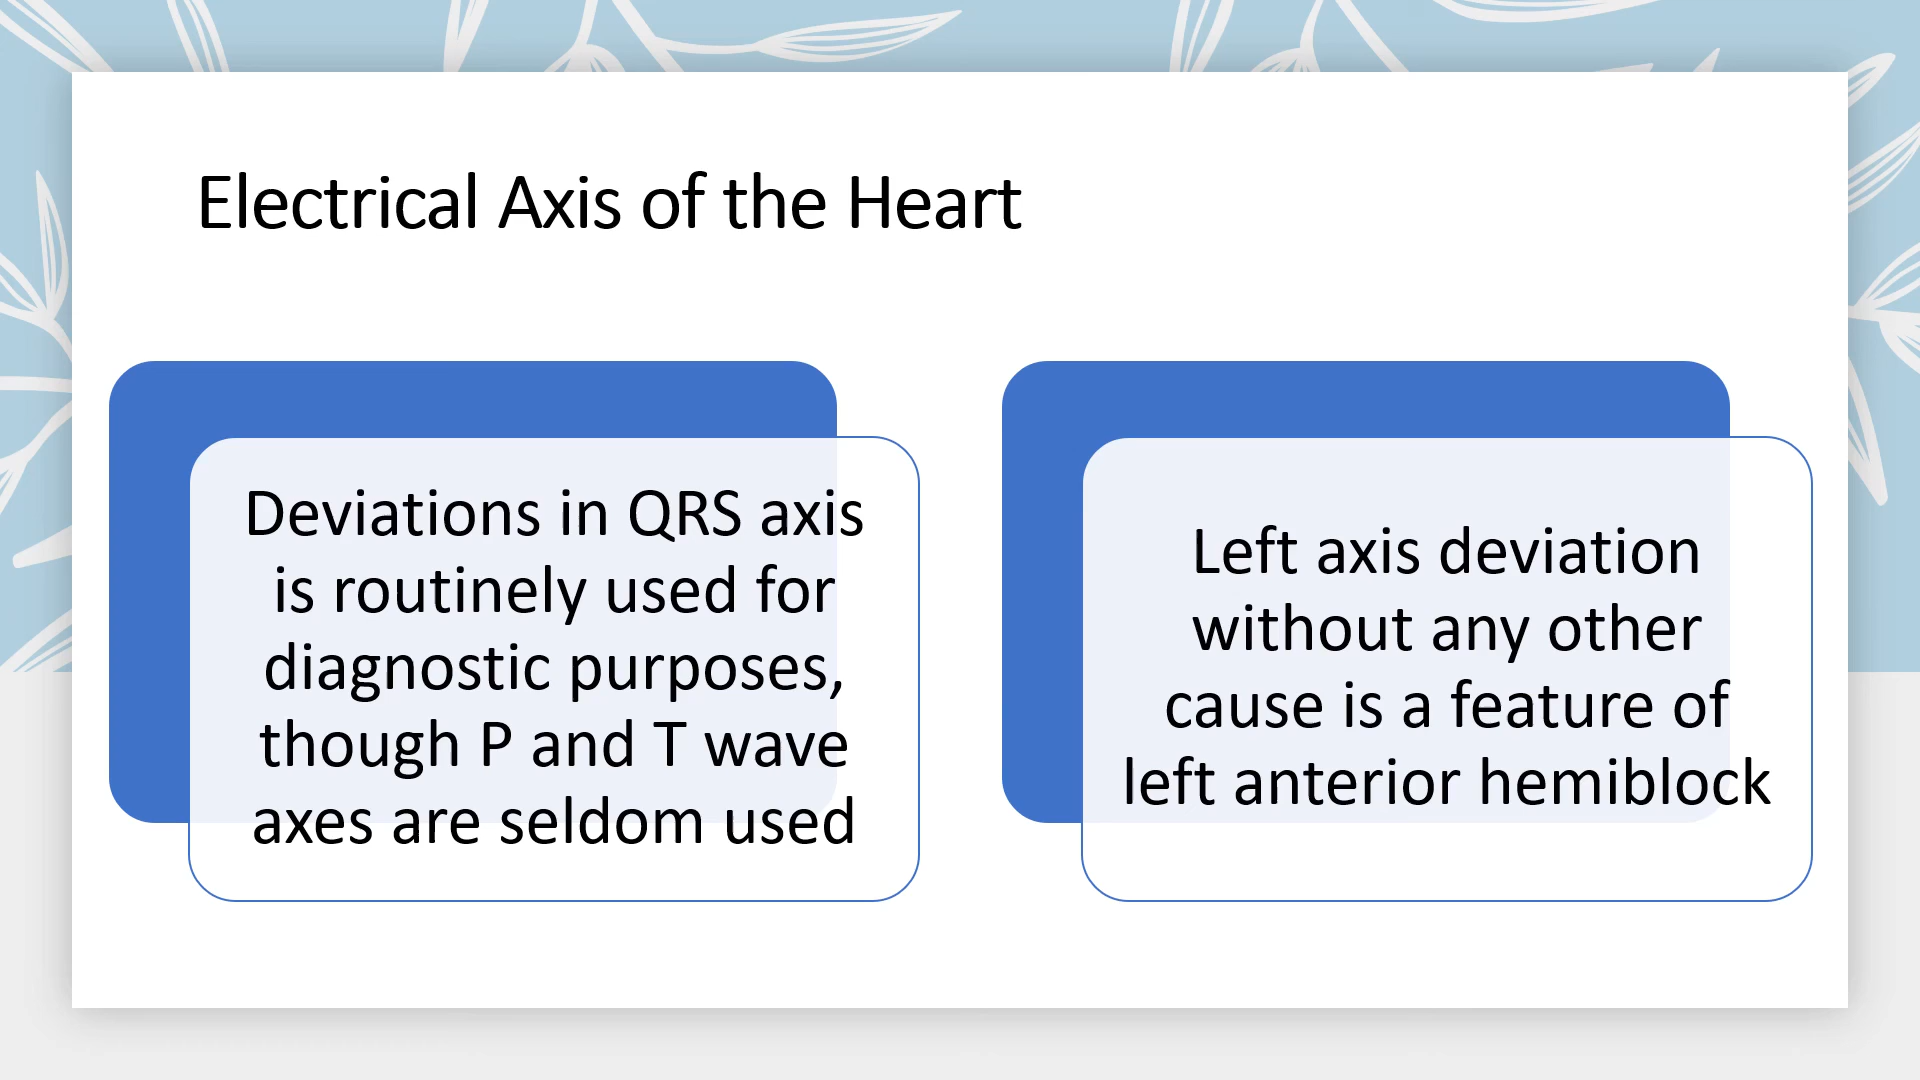 Electrical Axis of the Heart
Deviations in QRS axis
is routinely used for
diagnostic purposes,
though P and T wave
axes are seldom used
Left axis deviation
without any other
cause is a feature of
left anterior hemiblock